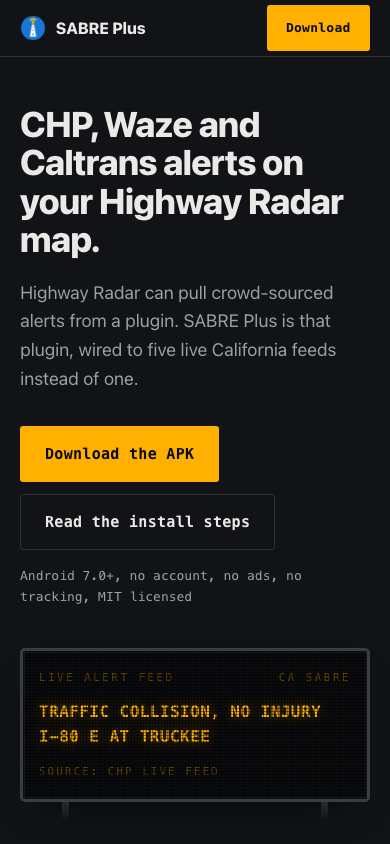 SABRE Plus
Download
CHP, Waze and
Caltrans alerts on
your Highway Radar
map.
Highway Radar can pull crowd-sourced
alerts from a plugin. SABRE Plus is that
plugin, wired to five live California feeds
instead of one.
Download the APK
Read the install steps
Android 7.0+, no account, no ads, no
tracking, MIT licensed
LIVE ALERT FEED
CA SABRE
TRAFFIC COLLISION, NO INJURY
I-80 E AT TRUCKEE
SOURCE: CHP LIVE FEED